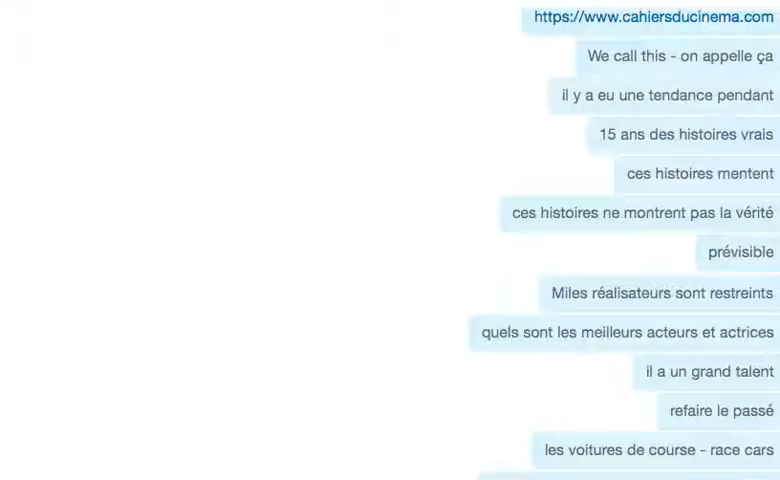 https://www.cahiersducinema.com
We call this - on appelle ça
il y a eu une tendance pendant
15 ans des histoires vrais
ces histoires mentent
ces histoires ne montrent pas la vérité
prévisible
Miles réalisateurs sont restreints
quels sont les meilleurs acteurs et actrices
il a un grand talent
refaire le passé
les voitures de course - race cars